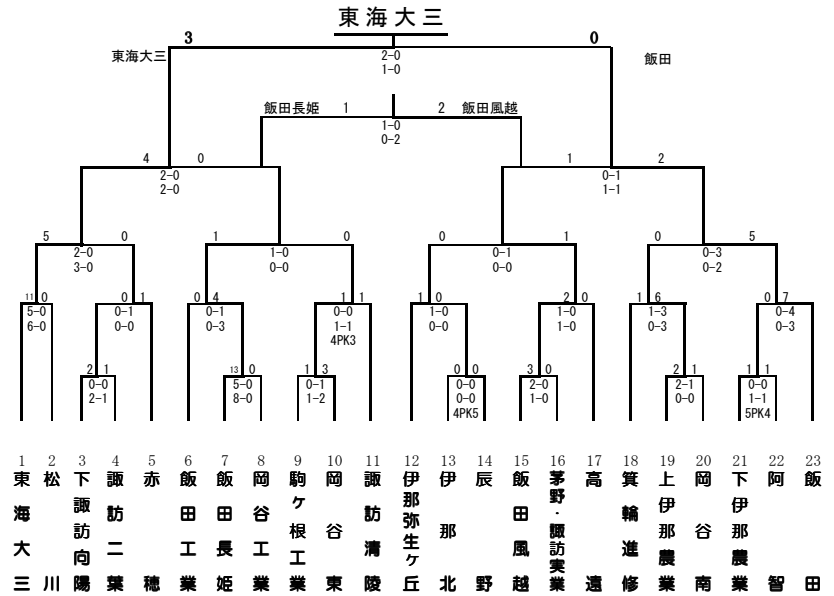 東海大三
3 0
東海大三 2-0 飯田
1-0
飯田長姫 1 2 飯田風越
1-0
0-2
4 0 1 2
2-0 0-1
2-0 1-1
5 0 1 0 0 1 0 5
2-0 1-0 0-1 0-3
3-0 0-0 0-0 0-2
11 0 0 1 0 4 1 1 1 0 2 0 1 6 0 7
5-0 0-1 0-1 0-0 1-0 1-0 1-3 0-4
6-0 0-0 0-3 1-1 0-0 1-0 0-3 0-3
4PK3
2 1 13 0 1 3 0 0 3 0 2 1 1 1
0-0 5-0 0-1 0-0 2-0 2-1 0-0
2-1 8-0 1-2 0-0 1-0 0-0 1-1
4PK5 5PK4
1 東海大三
2 松川
3 下諏訪向陽
4 諏訪二葉
5 赤穂
6 飯田工業
7 飯田長姫
8 岡谷工業
9 駒ヶ根工業
10 岡谷東
11 諏訪清陵
12 伊那弥生ヶ丘
13 伊那北
14 辰野
15 飯田風越
16 茅野・諏訪実業
17 高遠
18 箕輪進修
19 上伊那農業
20 岡谷南
21 下伊那農業
22 阿智
23 飯田